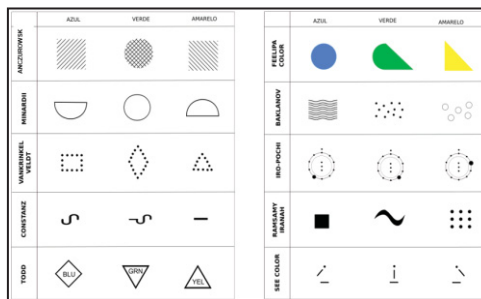 AZUL VERDE AMARELO
ANCZUROWSK
MINARDII
VANKRINKEL
VELDT
CONSTANZ
TODD
BLU GRN YEL
AZUL VERDE AMARELO
FEELIPA
COLOR
BAKLANOV
IRO-POCHI
RAMSAMY
IRANAH
SEE COLOR